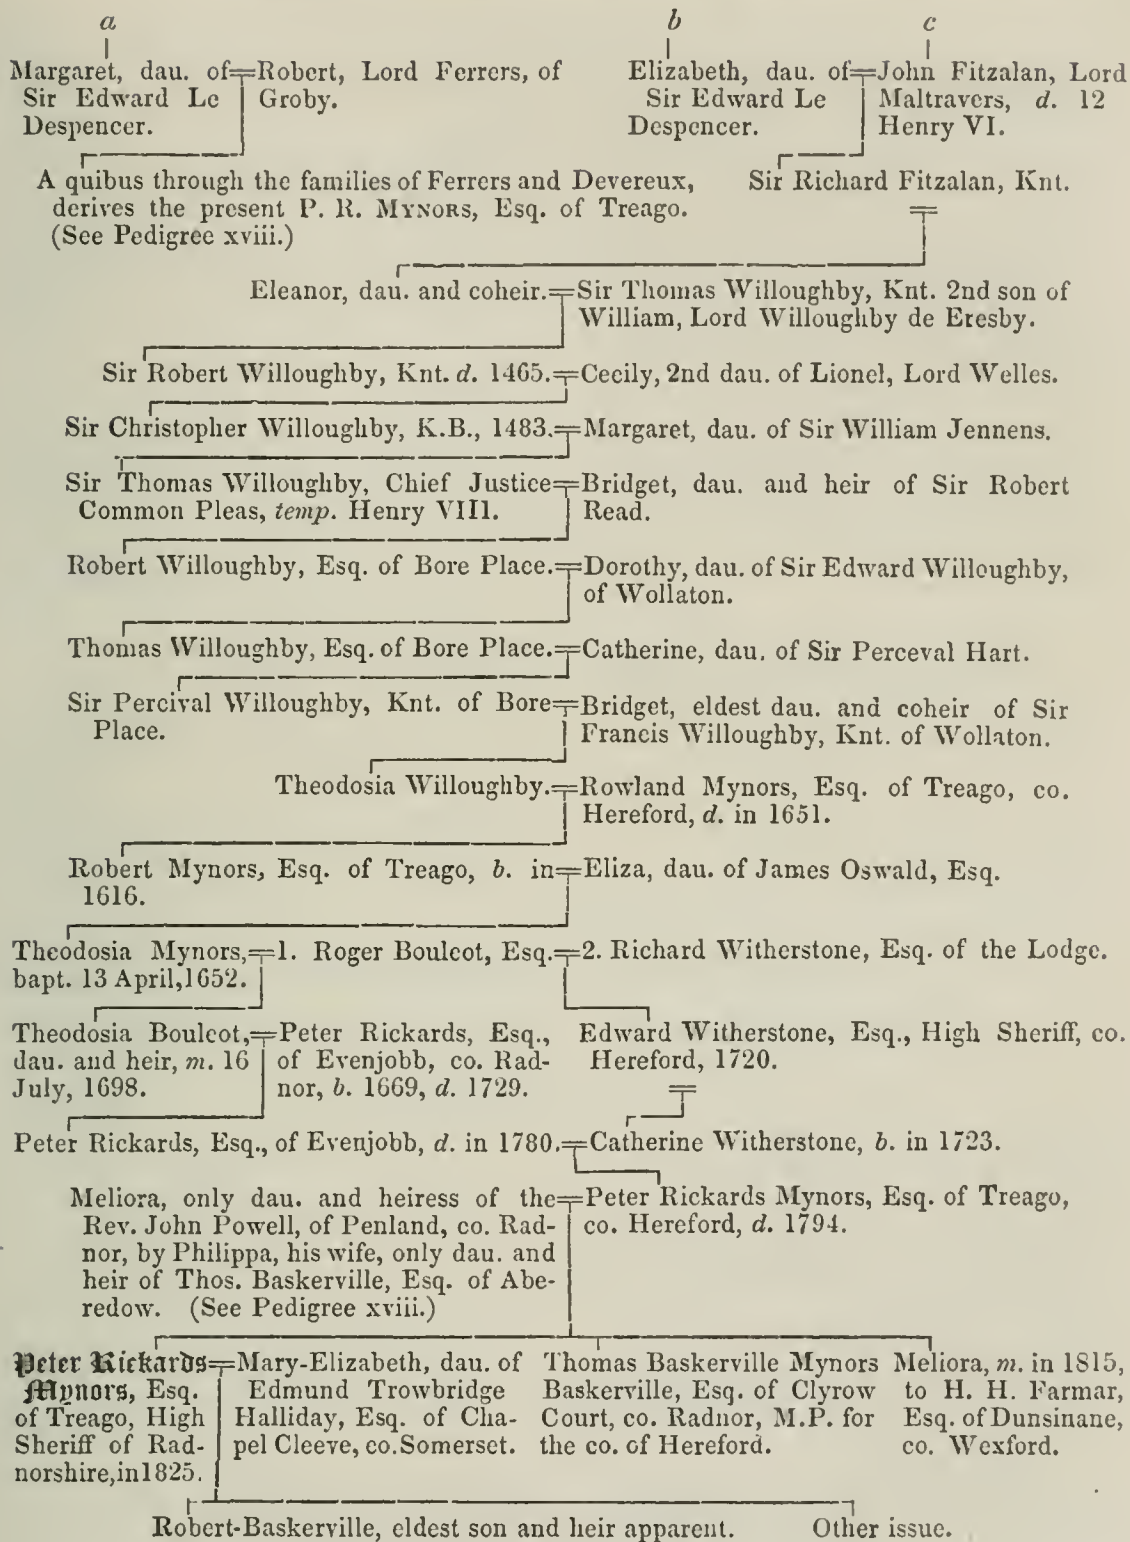 a b c
Margaret, dau. of Robert, Lord Ferrers, of Elizabeth, dau. of John Fitzalan, Lord
Sir Edward Le Groby. Sir Edward Le Maltravers, d. 12
Despencer. Despencer. Henry VI.
A quibus through the families of Ferrers and Devereux, Sir Richard Fitzalan, Knt.
derives the present P. R. MYNORS, Esq. of Treago.
(See Pedigree xviii.)
Eleanor, dau. and coheir. Sir Thomas Willoughby, Knt. 2nd son of
William, Lord Willoughby de Eresby.
Sir Robert Willoughby, Knt. d. 1465. Cecily, 2nd dau. of Lionel, Lord Welles.
Sir Christopher Willoughby, K.B., 1483. Margaret, dau. of Sir William Jennens.
Sir Thomas Willoughby, Chief Justice Bridget, dau. and heir of Sir Robert
Common Pleas, temp. Henry VIII. Read.
Robert Willoughby, Esq. of Bore Place. Dorothy, dau. of Sir Edward Willoughby,
of Wollaton.
Thomas Willoughby, Esq. of Bore Place. Catherine, dau. of Sir Perceval Hart.
Sir Percival Willoughby, Knt. of Bore Bridget, eldest dau. and coheir of Sir
Place. Francis Willoughby, Knt. of Wollaton.
Theodosia Willoughby. Rowland Mynors, Esq. of Treago, co.
Hereford, d. in 1651.
Robert Mynors, Esq. of Treago, b. in Eliza, dau. of James Oswald, Esq.
1616.
Theodosia Mynors, 1. Roger Boulcot, Esq. 2. Richard Witherstone, Esq. of the Lodge.
bapt. 13 April, 1652.
Theodosia Boulcot, Peter Rickards, Esq., Edward Witherstone, Esq., High Sheriff, co.
dau. and heir, m. 16 of Evenjobb, co. Rad- Hereford, 1720.
July, 1698. nor, b. 1669, d. 1729.
Peter Rickards, Esq., of Evenjobb, d. in 1780. Catherine Witherstone, b. in 1723.
Meliora, only dau. and heiress of the Peter Rickards Mynors, Esq. of Treago,
Rev. John Powell, of Penland, co. Rad- co. Hereford, d. 1794.
nor, by Philippa, his wife, only dau. and
heir of Thos. Baskerville, Esq. of Abe-
redow. (See Pedigree xviii.)
Peter Rickards Mary-Elizabeth, dau. of Thomas Baskerville Mynors Meliora, m. in 1815,
Mynors, Esq. Edmund Trowbridge Baskerville, Esq. of Clyrow to H. H. Farmar,
of Treago, High Halliday, Esq. of Cha- Court, co. Radnor, M.P. for Esq. of Dunsinane,
Sheriff of Rad- pel Cleeve, co. Somerset. the co. of Hereford. co. Wexford.
norshire, in 1825.
Robert-Baskerville, eldest son and heir apparent. Other issue.